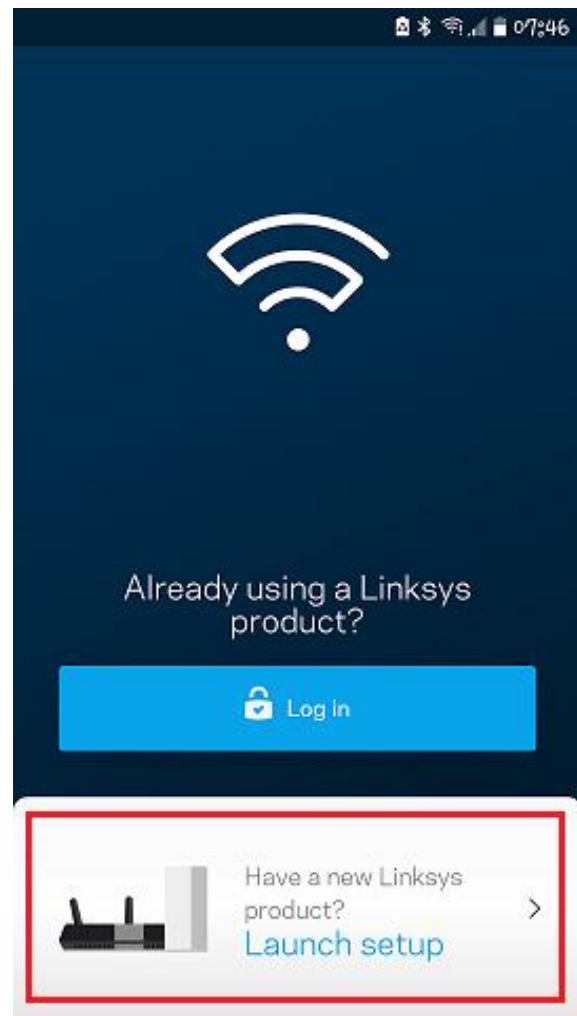 07:46
Already using a Linksys
product?
Log in
Have a new Linksys
product?
Launch setup